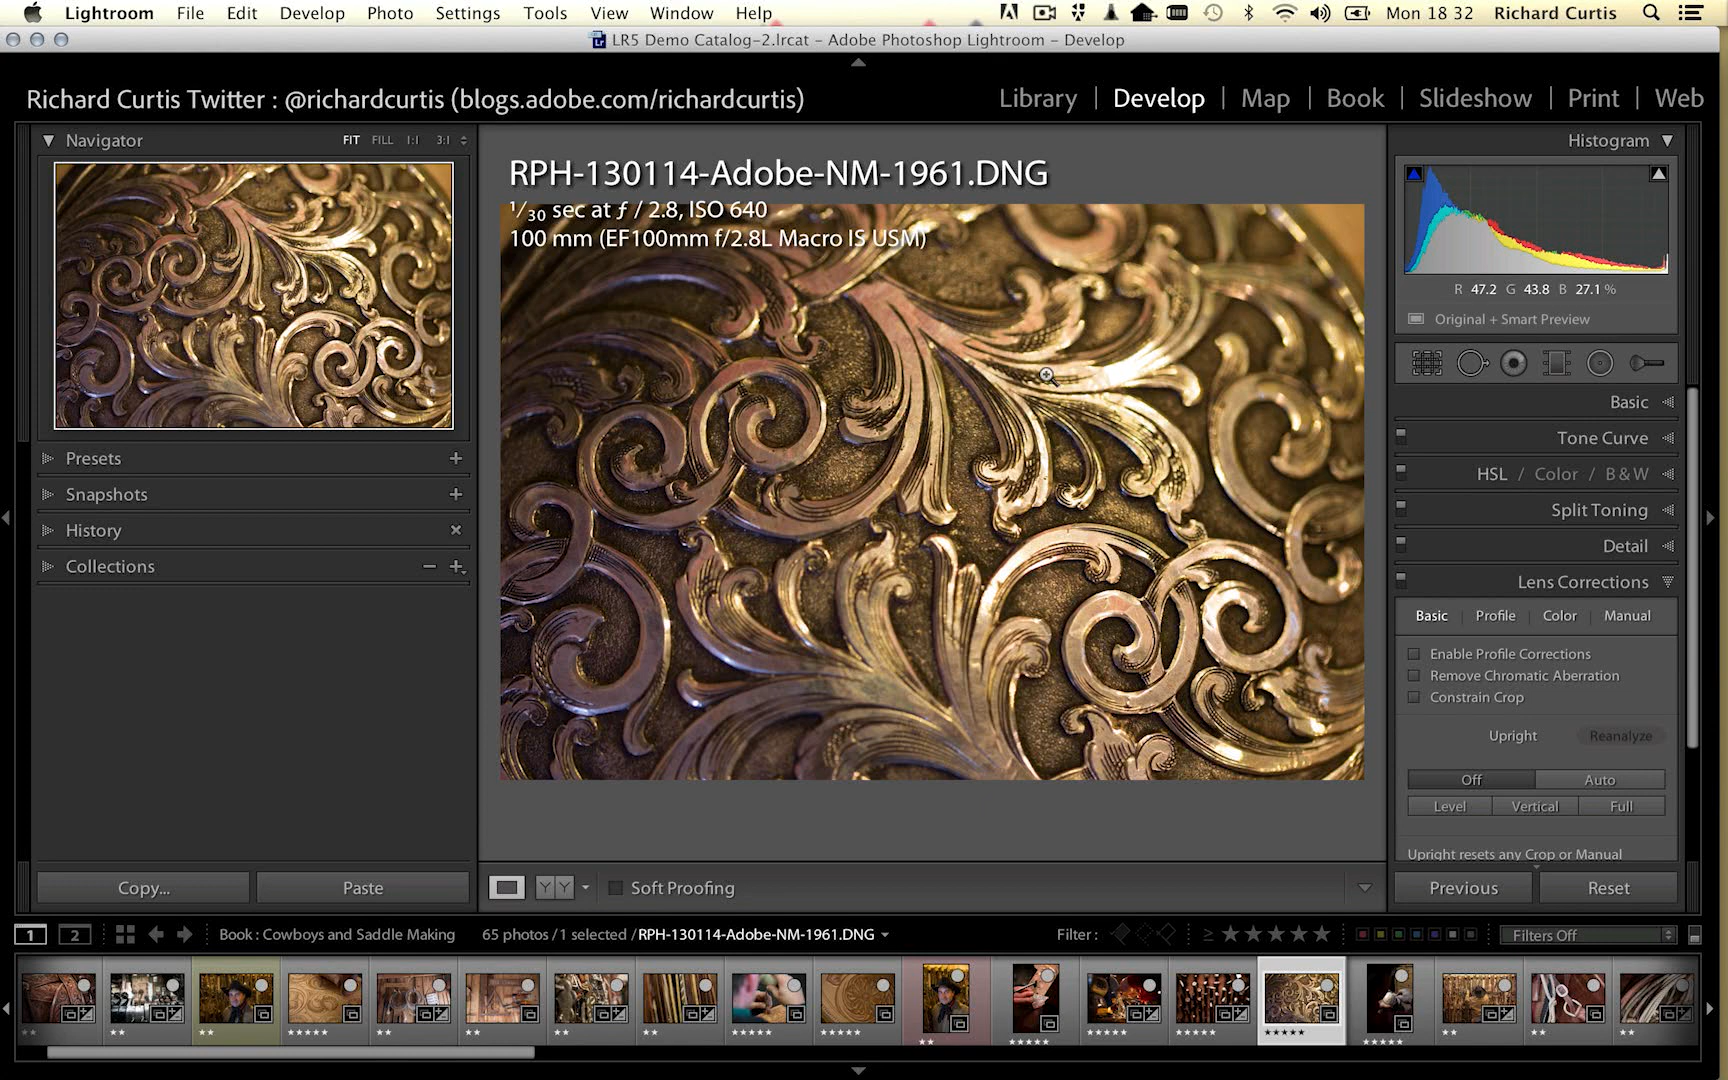 Lightroom File Edit Develop Photo Settings Tools View Window Help Mon 18 32 Richard Curtis
LR5 Demo Catalog-2.lrcat – Adobe Photoshop Lightroom – Develop
Richard Curtis Twitter : @richardcurtis (blogs.adobe.com/richardcurtis)
Library | Develop | Map | Book | Slideshow | Print | Web
Navigator FIT FILL 1:1 3:1
Presets
Snapshots
History
Collections
Copy... Paste
RPH-130114-Adobe-NM-1961.DNG
1/30 sec at ƒ / 2.8, ISO 640
100 mm (EF100mm f/2.8L Macro IS USM)
YY Soft Proofing
Histogram
R 47.2 G 43.8 B 27.1 %
Original + Smart Preview
Basic
Tone Curve
HSL / Color / B & W
Split Toning
Detail
Lens Corrections
Basic | Profile | Color | Manual
Enable Profile Corrections
Remove Chromatic Aberration
Constrain Crop
Upright Reanalyze
Off Auto
Level Vertical Full
Upright resets any Crop or Manual
Previous Reset
1 2 Book : Cowboys and Saddle Making 65 photos / 1 selected / RPH-130114-Adobe-NM-1961.DNG Filter : ≥ ★★★★★ Filters Off